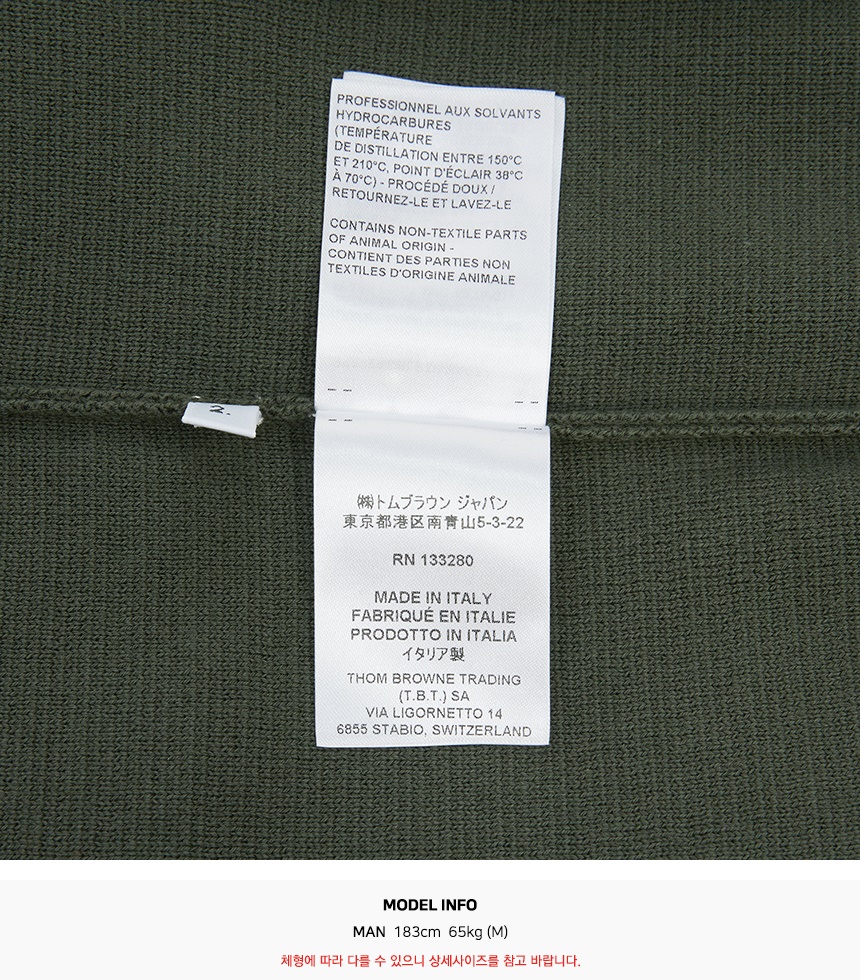 PROFESSIONNEL AUX SOLVANTS
HYDROCARBURES
(TEMPÉRATURE
DE DISTILLATION ENTRE 150°C
ET 210°C, POINT D'ÉCLAIR 38°C
À 70°C) - PROCÉDÉ DOUX /
RETOURNEZ-LE ET LAVEZ-LE
CONTAINS NON-TEXTILE PARTS
OF ANIMAL ORIGIN -
CONTIENT DES PARTIES NON
TEXTILES D'ORIGINE ANIMALE
2.
㈱トムブラウン ジャパン
東京都港区南青山5-3-22
RN 133280
MADE IN ITALY
FABRIQUÉ EN ITALIE
PRODOTTO IN ITALIA
イタリア製
THOM BROWNE TRADING
(T.B.T.) SA
VIA LIGORNETTO 14
6855 STABIO, SWITZERLAND
MODEL INFO
MAN 183cm 65kg (M)
체형에 따라 다를 수 있으니 상세사이즈를 참고 바랍니다.